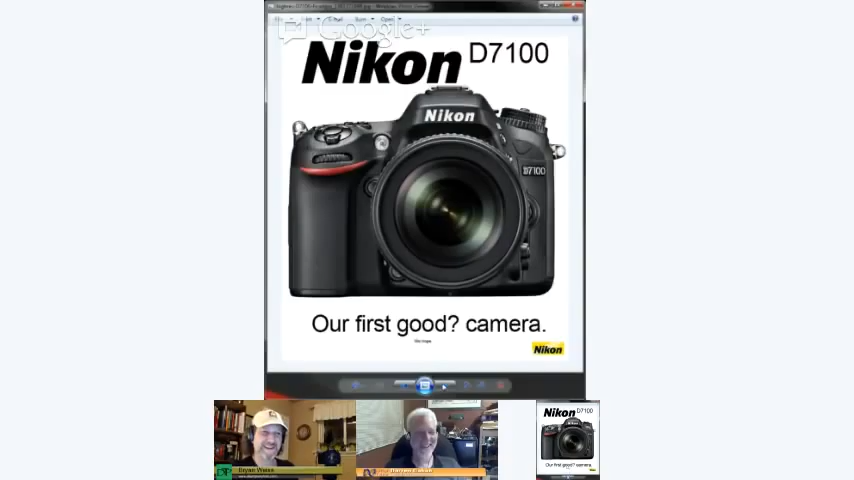 Google+
Nikon D7100
Nikon
D7100
Our first good? camera.
Nikon
Bryan Weiss
Nikon D7100
Our first good? camera.